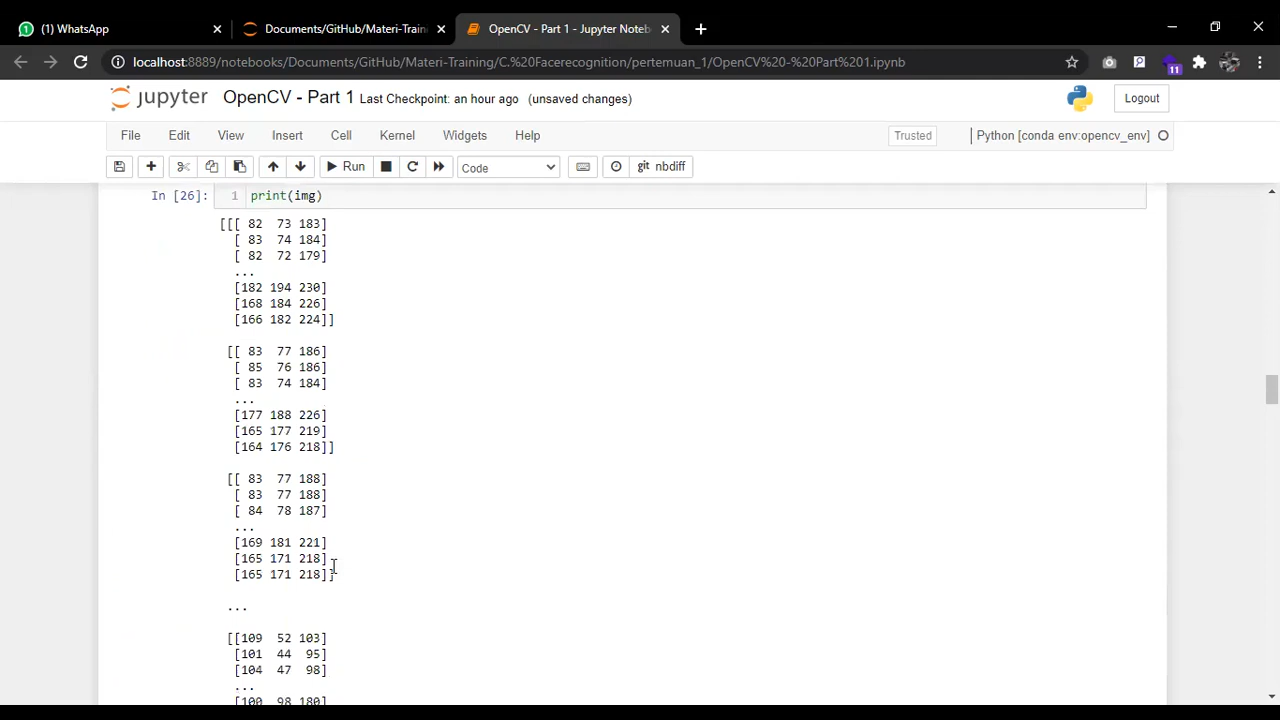 (1) WhatsApp
Documents/GitHub/Materi-Trainin
OpenCV - Part 1 - Jupyter Noteb
localhost:8889/notebooks/Documents/GitHub/Materi-Training/C.%20Facerecognition/pertemuan_1/OpenCV%20-%20Part%201.ipynb
11
jupyter OpenCV - Part 1 Last Checkpoint: an hour ago (unsaved changes)
Logout
File Edit View Insert Cell Kernel Widgets Help
Trusted
Python [conda env:opencv_env]
Run
Code
git nbdiff
In [26]: 1 print(img)
[[[ 82 73 183]
[ 83 74 184]
[ 82 72 179]
...
[182 194 230]
[168 184 226]
[166 182 224]]
[[ 83 77 186]
[ 85 76 186]
[ 83 74 184]
...
[177 188 226]
[165 177 219]
[164 176 218]]
[[ 83 77 188]
[ 83 77 188]
[ 84 78 187]
...
[169 181 221]
[165 171 218]
[165 171 218]]
...
[[109 52 103]
[101 44 95]
[104 47 98]
...
[100 98 180]